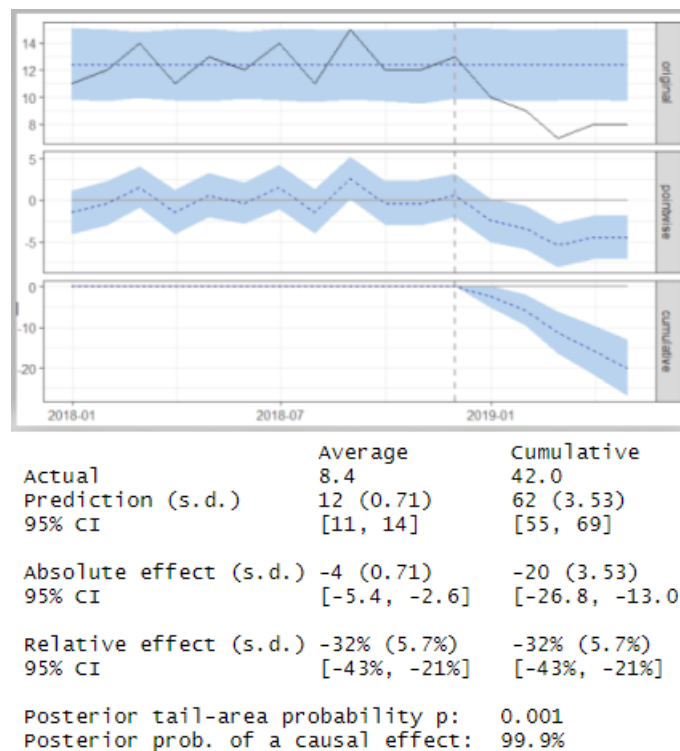 14
12
10
8
original
5
0
-5
pointwise
0
-10
-20
cumulative
2018-01 2018-07 2019-01
Average Cumulative
Actual 8.4 42.0
Prediction (s.d.) 12 (0.71) 62 (3.53)
95% CI [11, 14] [55, 69]
Absolute effect (s.d.) -4 (0.71) -20 (3.53)
95% CI [-5.4, -2.6] [-26.8, -13.0
Relative effect (s.d.) -32% (5.7%) -32% (5.7%)
95% CI [-43%, -21%] [-43%, -21%]
Posterior tail-area probability p: 0.001
Posterior prob. of a causal effect: 99.9%